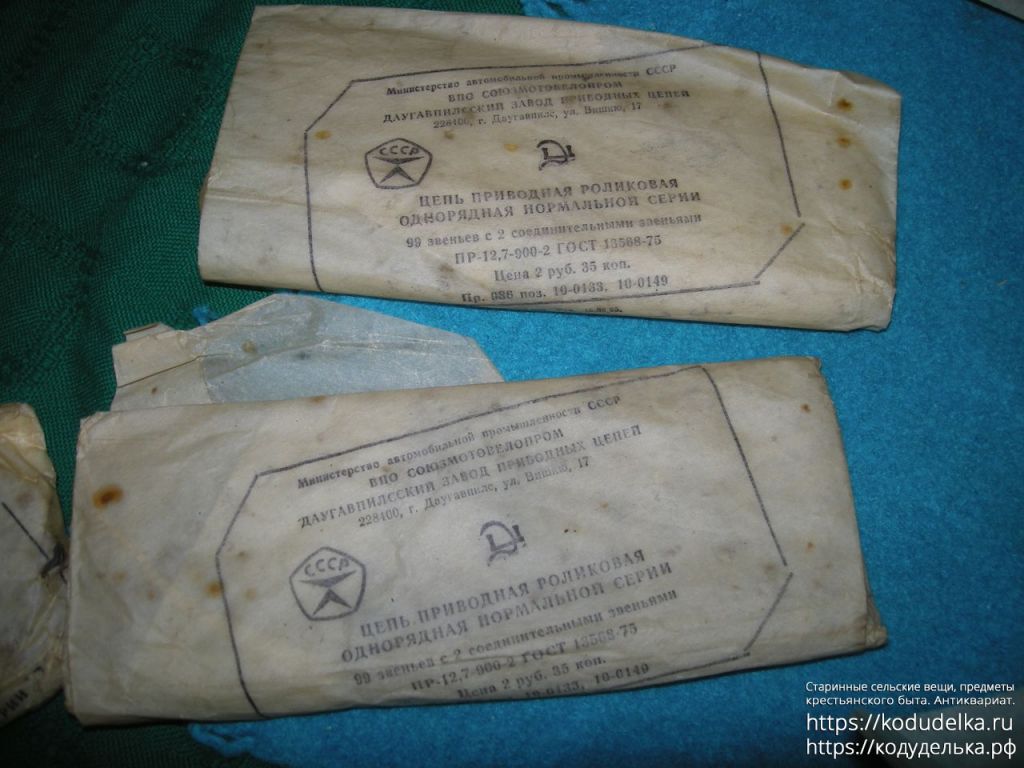 Министерство автомобильной промышленности СССР
ВПО СОЮЗМОТОВЕЛОПРОМ
ДАУГАВПИЛССКИЙ ЗАВОД ПРИВОДНЫХ ЦЕПЕЙ
228400, г. Даугавпилс, ул. Вишкю, 17
СССР
ЦЕПЬ ПРИВОДНАЯ РОЛИКОВАЯ
ОДНОРЯДНАЯ НОРМАЛЬНОЙ СЕРИИ
99 звеньев с 2 соединительными звеньями
ПР-12,7-900-2 ГОСТ 13568-75
Цена 2 руб. 35 коп.
Пр. 086 поз. 10-0133, 10-0149
Министерство автомобильной промышленности СССР
ВПО СОЮЗМОТОВЕЛОПРОМ
ДАУГАВПИЛССКИЙ ЗАВОД ПРИВОДНЫХ ЦЕПЕЙ
228400, г. Даугавпилс, ул. Вишкю, 17
СССР
ЦЕПЬ ПРИВОДНАЯ РОЛИКОВАЯ
ОДНОРЯДНАЯ НОРМАЛЬНОЙ СЕРИИ
99 звеньев с 2 соединительными звеньями
ПР-12,7-900-2 ГОСТ 13568-75
Цена 2 руб. 35 коп.
10-0133, 10-0149
РИИ
Старинные сельские вещи, предметы
крестьянского быта. Антиквариат.
https://kodudelka.ru
https://кодуделька.рф